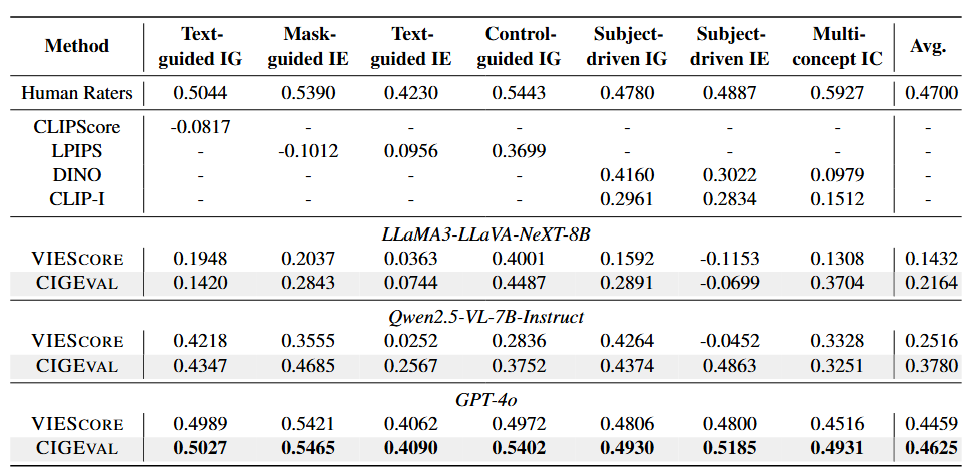 Method Text-guided IG Mask-guided IE Text-guided IE Control-guided IG Subject-driven IG Subject-driven IE Multi-concept IC Avg.
Human Raters 0.5044 0.5390 0.4230 0.5443 0.4780 0.4887 0.5927 0.4700
CLIPScore -0.0817 - - - - - - -
LPIPS - -0.1012 0.0956 0.3699 - - - -
DINO - - - - 0.4160 0.3022 0.0979 -
CLIP-I - - - - 0.2961 0.2834 0.1512 -
LLaMA3-LLaVA-NeXT-8B
VIESCORE 0.1948 0.2037 0.0363 0.4001 0.1592 -0.1153 0.1308 0.1432
CIGEVAL 0.1420 0.2843 0.0744 0.4487 0.2891 -0.0699 0.3704 0.2164
Qwen2.5-VL-7B-Instruct
VIESCORE 0.4218 0.3555 0.0252 0.2836 0.4264 -0.0452 0.3328 0.2516
CIGEVAL 0.4347 0.4685 0.2567 0.3752 0.4374 0.4863 0.3251 0.3780
GPT-4o
VIESCORE 0.4989 0.5421 0.4062 0.4972 0.4806 0.4800 0.4516 0.4459
CIGEVAL 0.5027 0.5465 0.4090 0.5402 0.4930 0.5185 0.4931 0.4625